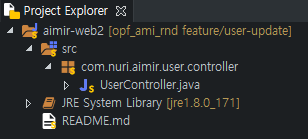 Project Explorer
aimir-web2 [opf_ami_rnd feature/user-update]
src
com.nuri.aimir.user.controller
UserController.java
JRE System Library [jre1.8.0_171]
README.md